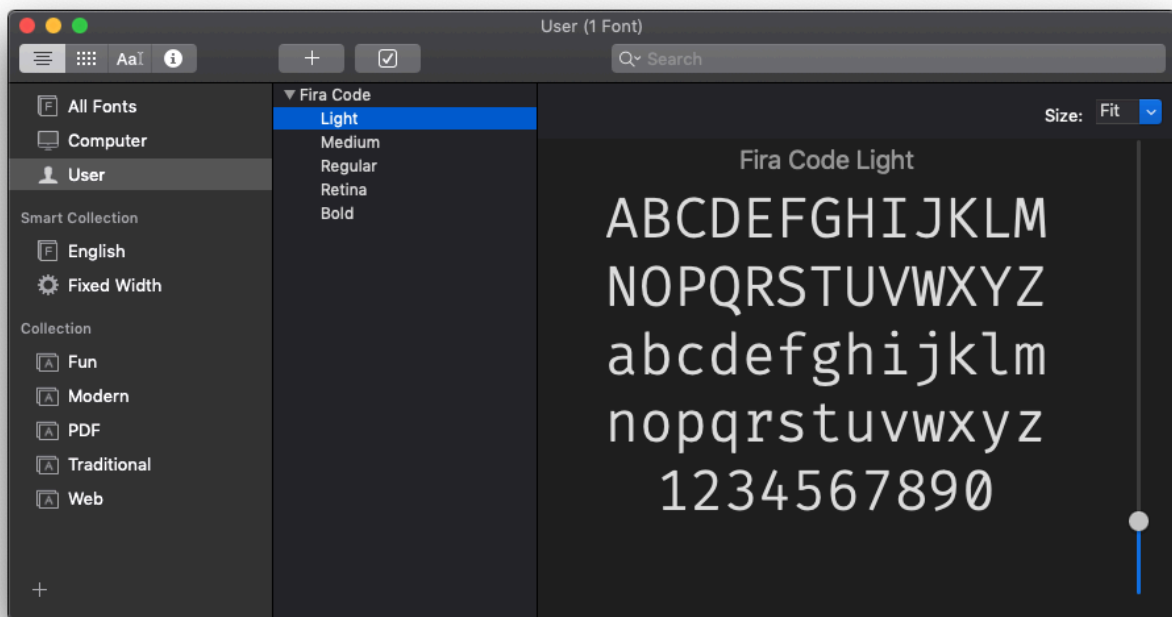 User (1 Font)
Aa
Search
All Fonts
Computer
User
Smart Collection
English
Fixed Width
Collection
Fun
Modern
PDF
Traditional
Web
Fira Code
Light
Medium
Regular
Retina
Bold
Size: Fit
Fira Code Light
ABCDEFGHIJKLM
NOPQRSTUVWXYZ
abcdefghijklm
nopqrstuvwxyz
1234567890